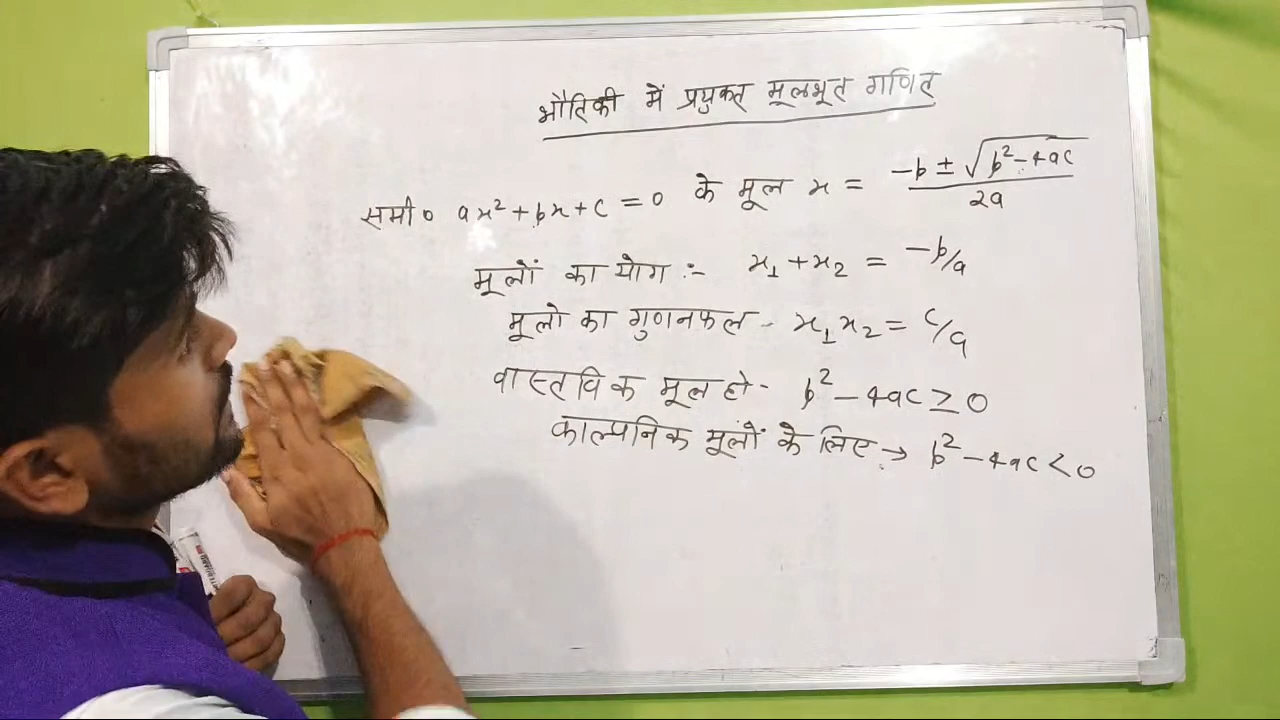 भौतिकी में प्रयुक्त मूलभूत गणित
समी० ax²+bx+c = 0 के मूल x = -b ± √(b²-4ac) / 2a
मूलों का योग :- x₁+x₂ = -b/a
मूलो का गुणनफल - x₁x₂ = c/a
वास्तविक मूल हो - b²-4ac ≥ 0
काल्पनिक मूलों के लिए → b²-4ac < 0